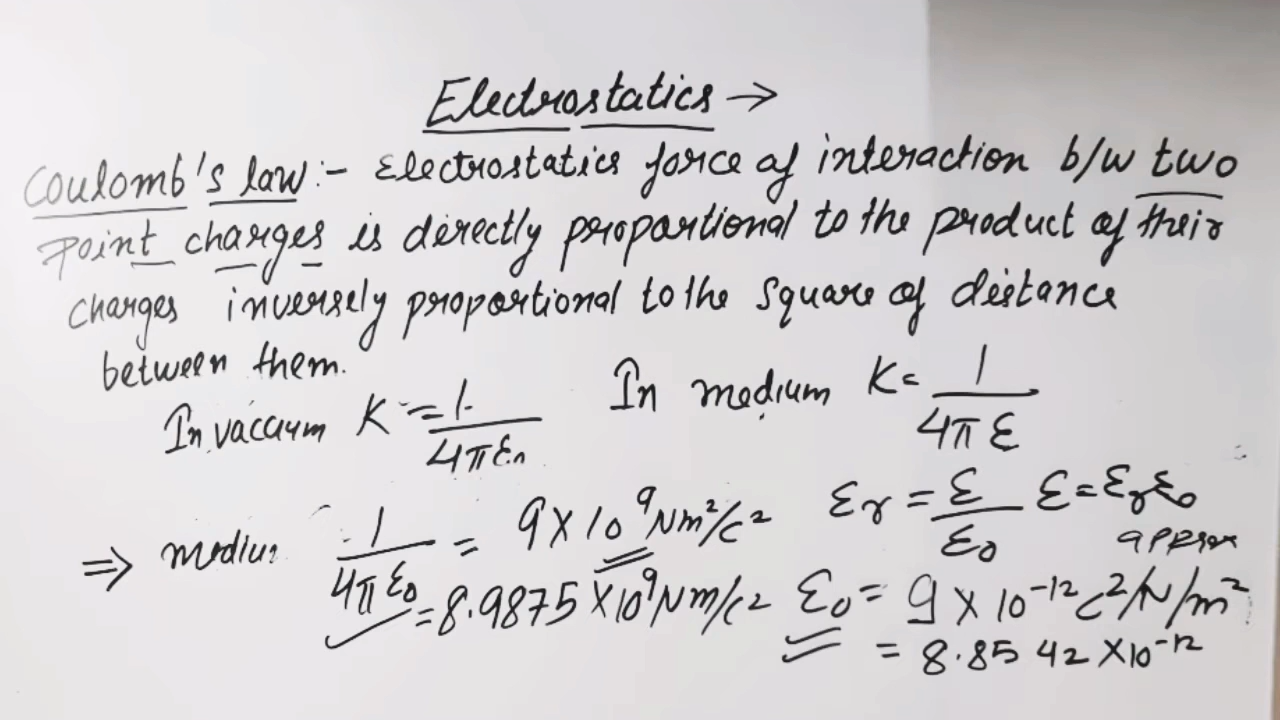 Electrostatics →
Coulomb's law :- Electrostatics force of interaction b/w two
point charges is directly proportional to the product of their
charges inversely proportional to the square of distance
between them.
In vaccum K = 1/4πε₀ In medium K = 1/4πε
⇒ medium 1/4πε₀ = 9 × 10⁹ Nm²/c² εr = ε/ε₀ ε = εrε₀
approx
= 8.9875 × 10⁹ Nm/c² ε₀ = 9 × 10⁻¹² c²/N/m²
= 8.8542 × 10⁻¹²